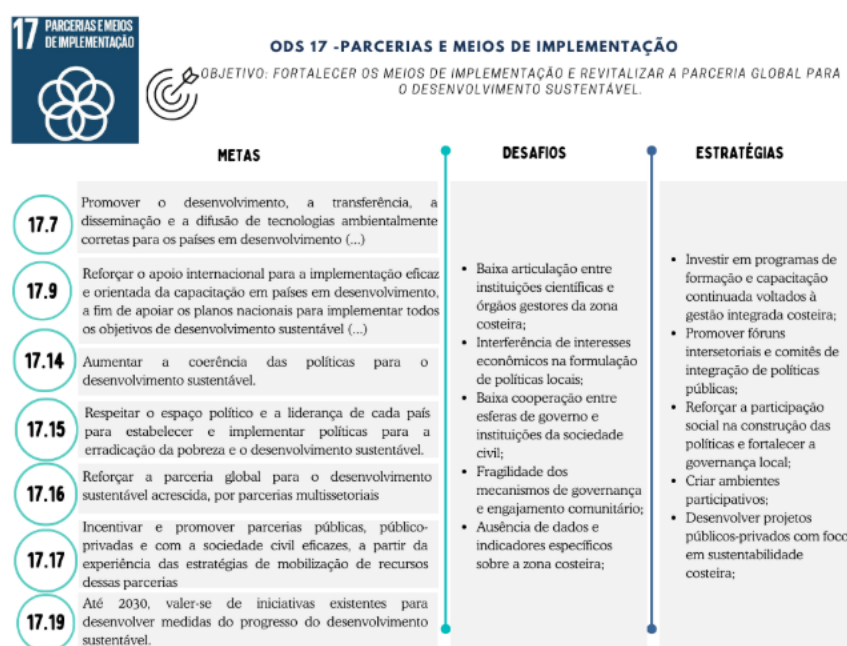 17 PARCERIAS E MEIOS
DE IMPLEMENTAÇÃO
ODS 17 -PARCERIAS E MEIOS DE IMPLEMENTAÇÃO
OBJETIVO: FORTALECER OS MEIOS DE IMPLEMENTAÇÃO E REVITALIZAR A PARCERIA GLOBAL PARA
O DESENVOLVIMENTO SUSTENTÁVEL.
METAS
17.7
Promover o desenvolvimento, a transferência, a
disseminação e a difusão de tecnologias ambientalmente
corretas para os países em desenvolvimento (...)
17.9
Reforçar o apoio internacional para a implementação eficaz
e orientada da capacitação em países em desenvolvimento,
a fim de apoiar os planos nacionais para implementar todos
os objetivos de desenvolvimento sustentável (...)
17.14
Aumentar a coerência das políticas para o
desenvolvimento sustentável.
17.15
Respeitar o espaço político e a liderança de cada país
para estabelecer e implementar políticas para a
erradicação da pobreza e o desenvolvimento sustentável.
17.16
Reforçar a parceria global para o desenvolvimento
sustentável acrescida, por parcerias multissetoriais
17.17
Incentivar e promover parcerias públicas, público-
privadas e com a sociedade civil eficazes, a partir da
experiência das estratégias de mobilização de recursos
dessas parcerias
17.19
Até 2030, valer-se de iniciativas existentes para
desenvolver medidas do progresso do desenvolvimento
sustentável.
DESAFIOS
• Baixa articulação entre
instituições científicas e
órgãos gestores da zona
costeira;
• Interferência de interesses
econômicos na formulação
de políticas locais;
• Baixa cooperação entre
esferas de governo e
instituições da sociedade
civil;
• Fragilidade dos
mecanismos de governança
e engajamento comunitário;
• Ausência de dados e
indicadores específicos
sobre a zona costeira;
ESTRATÉGIAS
• Investir em programas de
formação e capacitação
continuada voltados à
gestão integrada costeira;
• Promover fóruns
intersetoriais e comitês de
integração de políticas
públicas;
• Reforçar a participação
social na construção das
políticas e fortalecer a
governança local;
• Criar ambientes
participativos;
• Desenvolver projetos
públicos-privados com foco
em sustentabilidade
costeira;